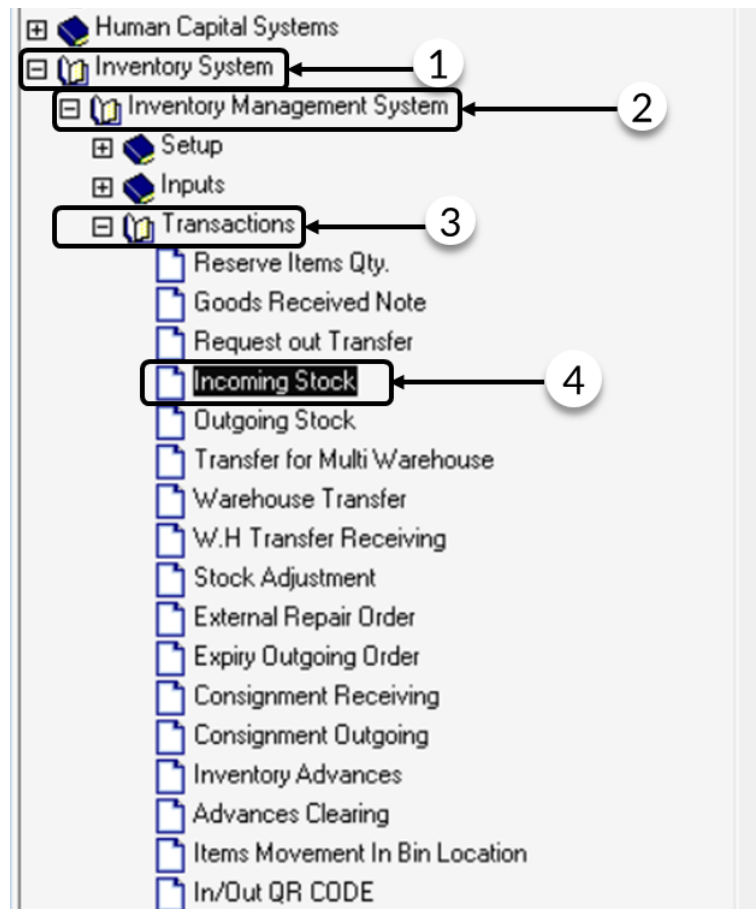 Human Capital Systems
Inventory System 1
Inventory Management System 2
Setup
Inputs
Transactions 3
Reserve Items Qty.
Goods Received Note
Request out Transfer
Incoming Stock 4
Outgoing Stock
Transfer for Multi Warehouse
Warehouse Transfer
W.H Transfer Receiving
Stock Adjustment
External Repair Order
Expiry Outgoing Order
Consignment Receiving
Consignment Outgoing
Inventory Advances
Advances Clearing
Items Movement In Bin Location
In/Out QR CODE